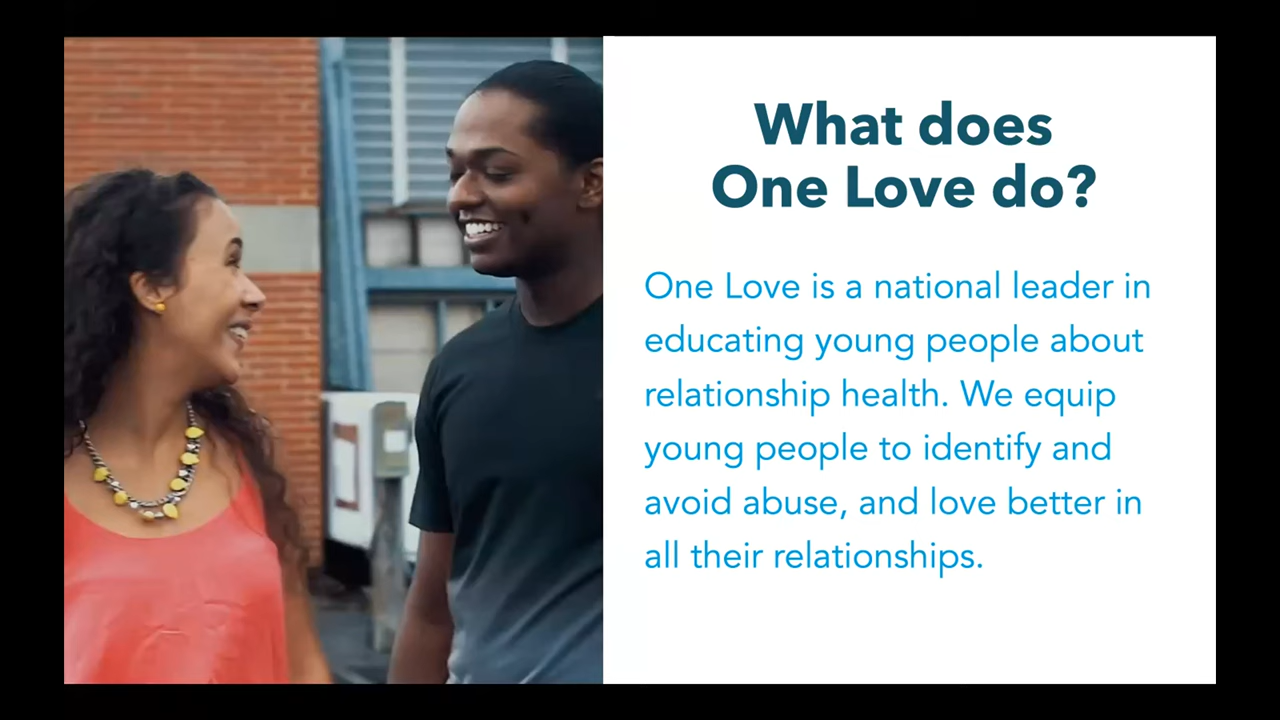 What does
One Love do?
One Love is a national leader in
educating young people about
relationship health. We equip
young people to identify and
avoid abuse, and love better in
all their relationships.